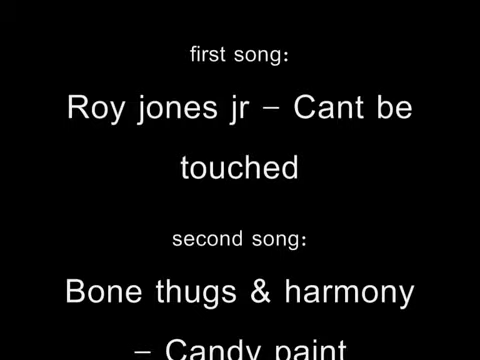 first song:
Roy jones jr – Cant be
touched
second song:
Bone thugs & harmony
– Candy paint